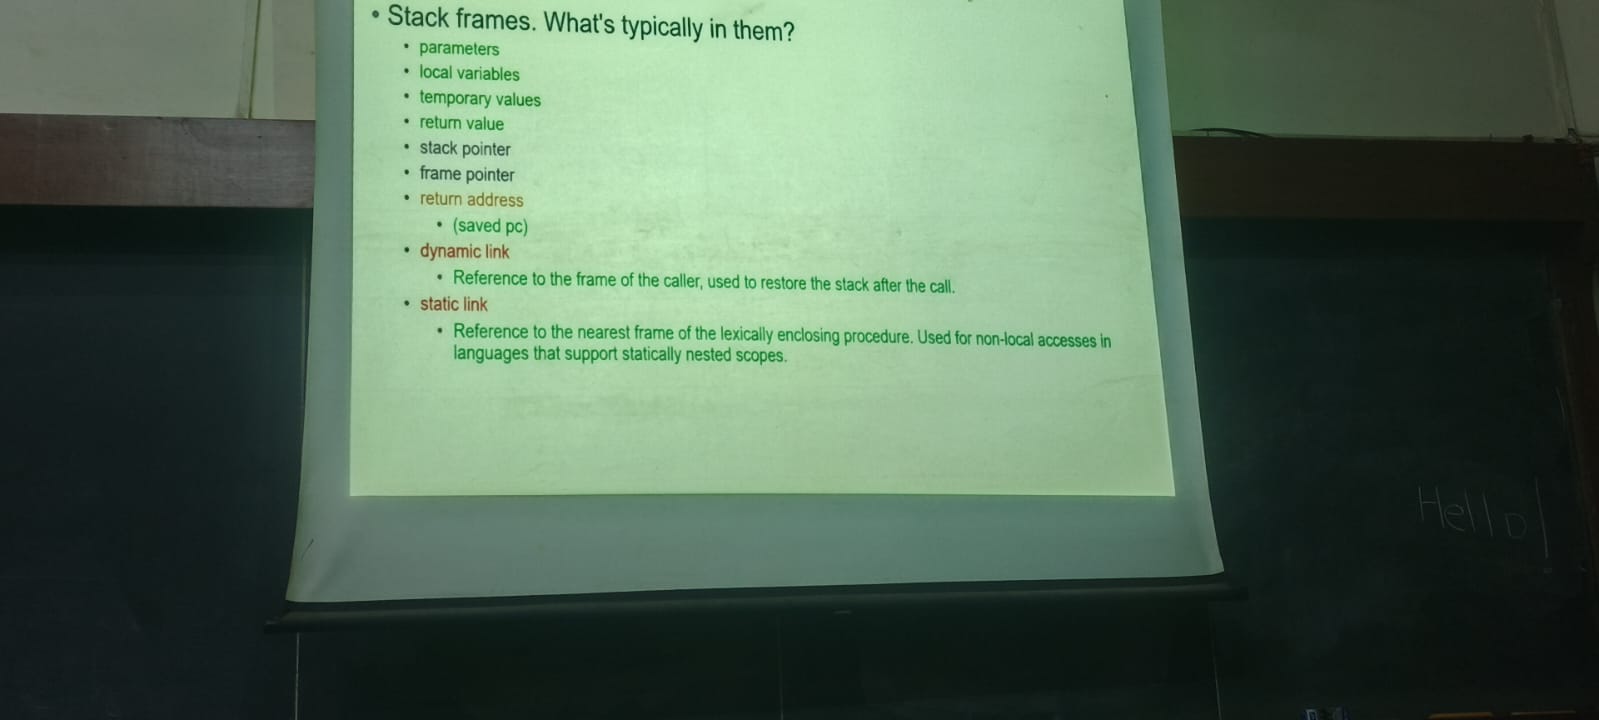 • Stack frames. What's typically in them?
• parameters
• local variables
• temporary values
• return value
• stack pointer
• frame pointer
• return address
• (saved pc)
• dynamic link
• Reference to the frame of the caller, used to restore the stack after the call.
• static link
• Reference to the nearest frame of the lexically enclosing procedure. Used for non-local accesses in
languages that support statically nested scopes.
Hello